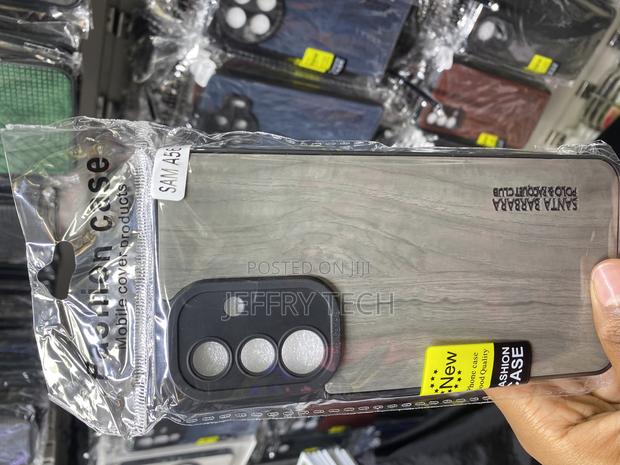 Fashion case
Mobile cover products
SAM A56
SANTA BARBARA
POLO & RACQUET CLUB
POSTED ON JIJI
JEFFRY TECH
New
Phone case
Good Quality
FASHION
CASE